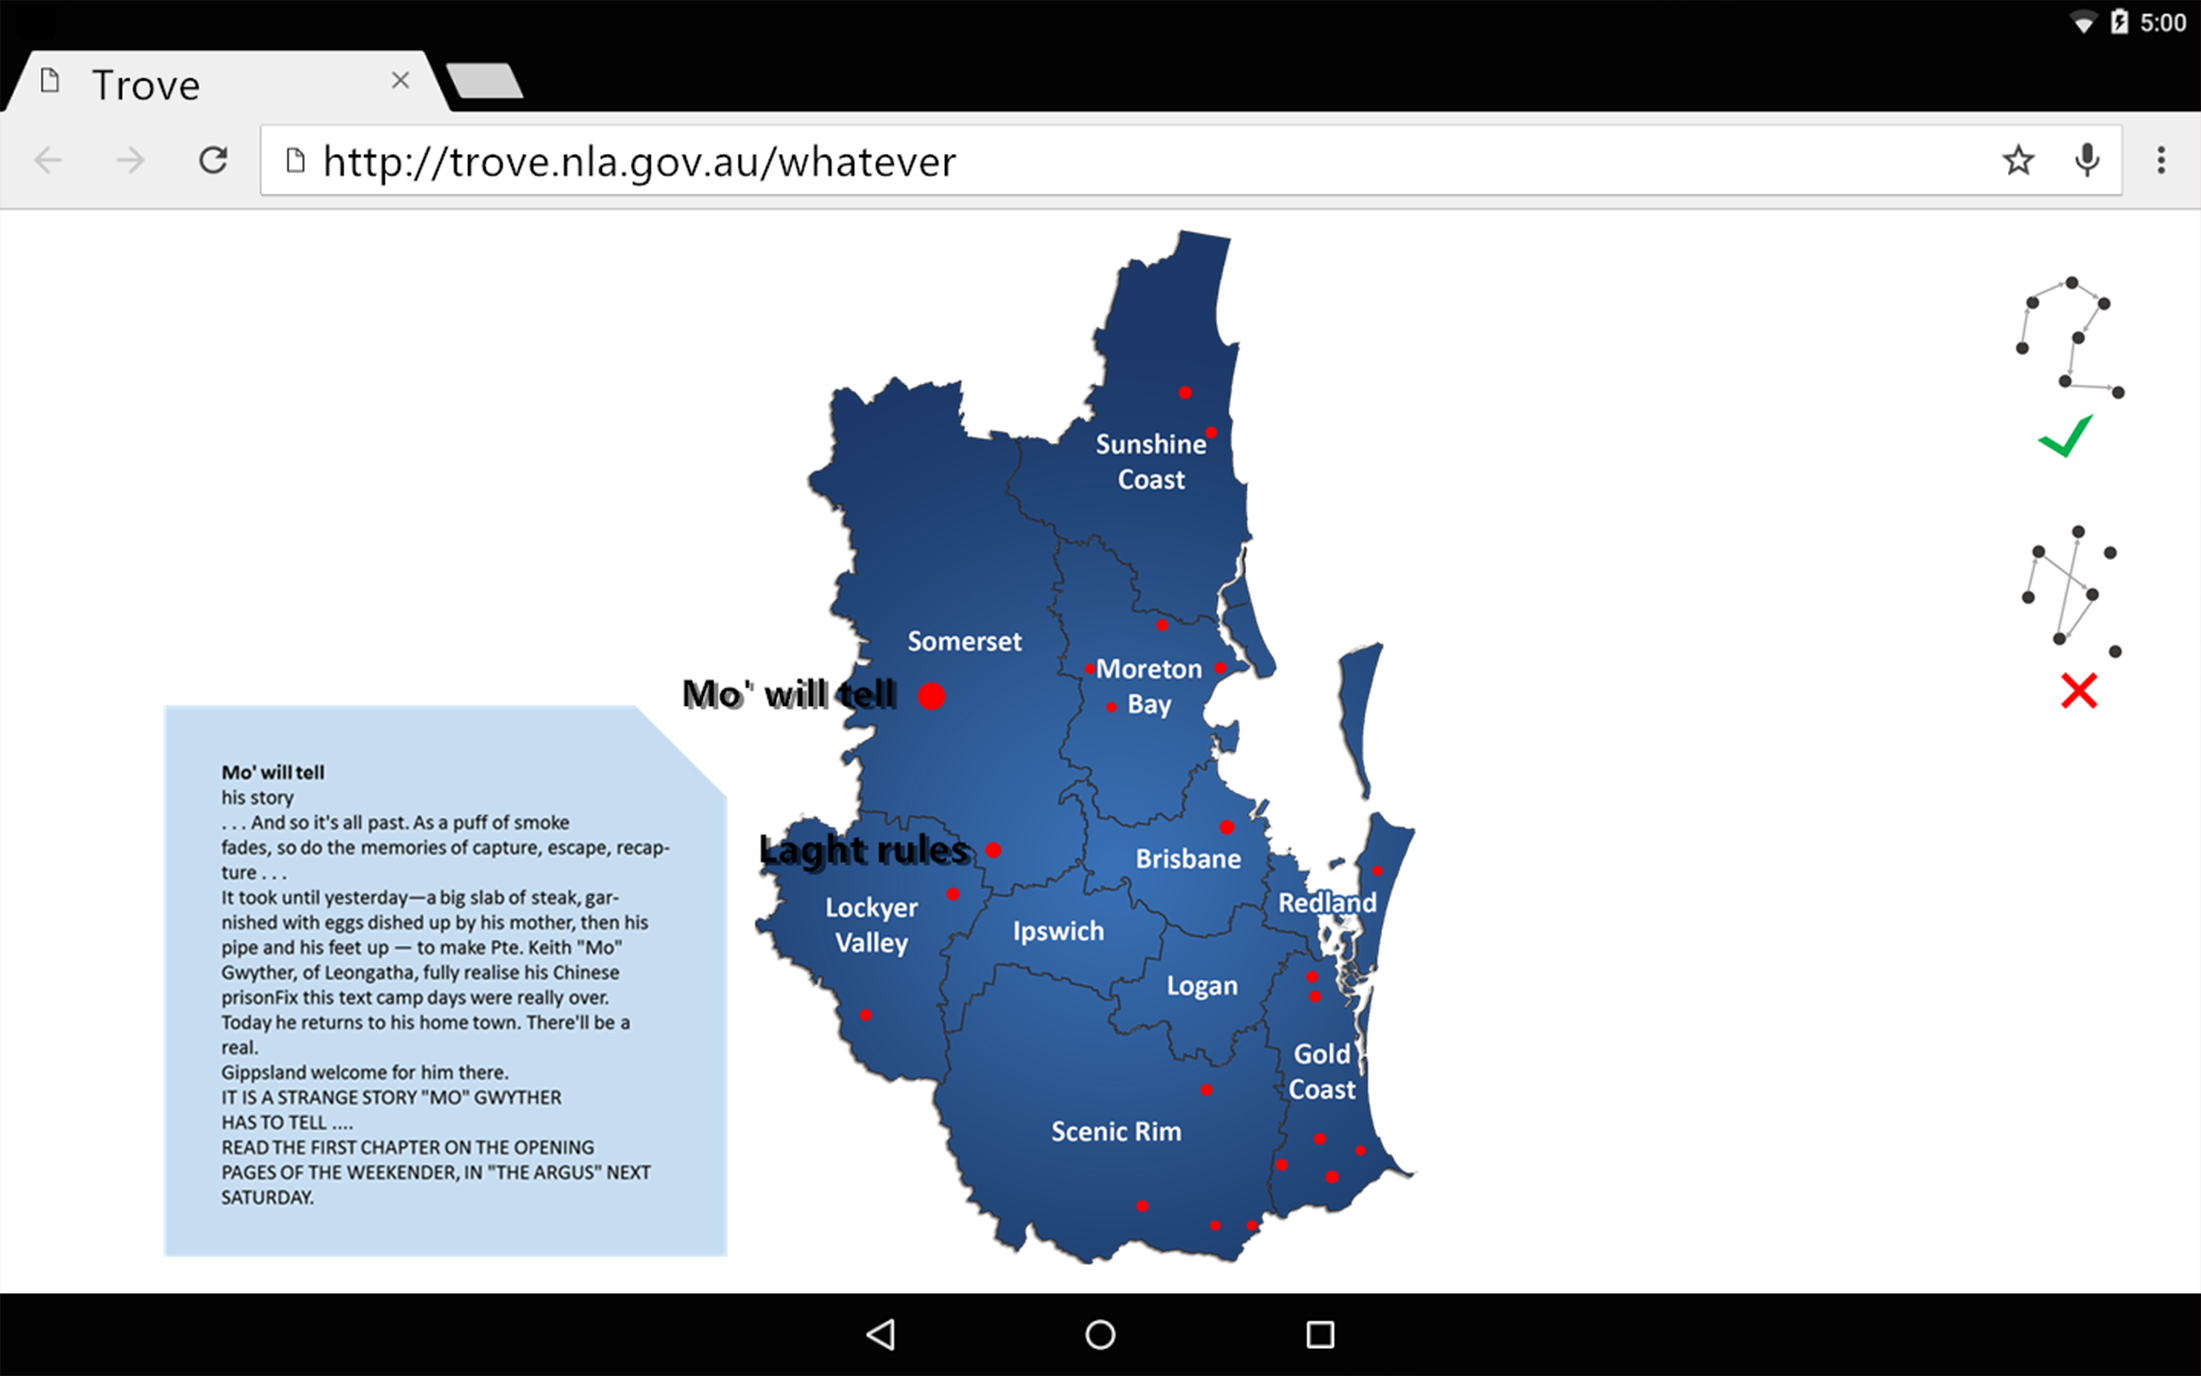 5:00
Trove
http://trove.nla.gov.au/whatever
Sunshine
Coast
Somerset
Moreton
Bay
Mo' will tell
Laght rules
Brisbane
Redland
Lockyer
Valley
Ipswich
Logan
Gold
Coast
Scenic Rim
Mo' will tell
his story
. . . And so it's all past. As a puff of smoke
fades, so do the memories of capture, escape, recap-
ture . . .
It took until yesterday—a big slab of steak, gar-
nished with eggs dished up by his mother, then his
pipe and his feet up — to make Pte. Keith "Mo"
Gwyther, of Leongatha, fully realise his Chinese
prisonFix this text camp days were really over.
Today he returns to his home town. There'll be a
real.
Gippsland welcome for him there.
IT IS A STRANGE STORY "MO" GWYTHER
HAS TO TELL ....
READ THE FIRST CHAPTER ON THE OPENING
PAGES OF THE WEEKENDER, IN "THE ARGUS" NEXT
SATURDAY.